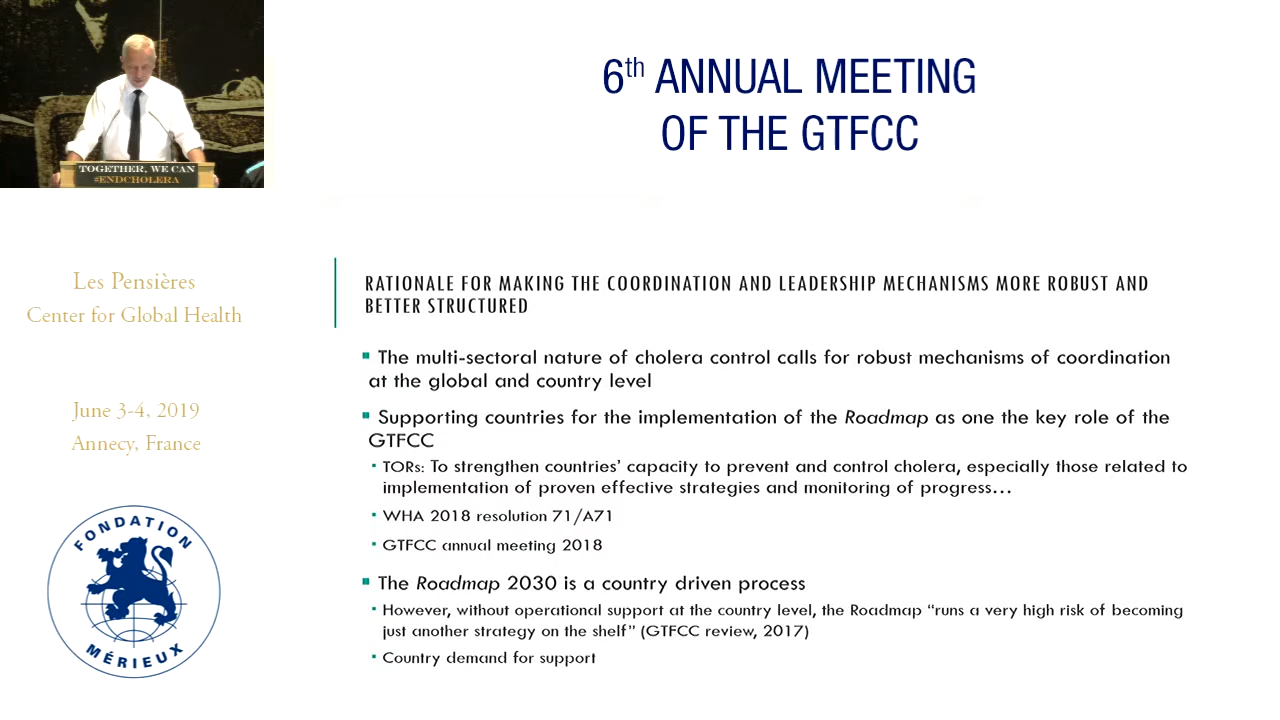 TOGETHER, WE CAN
#ENDCHOLERA
6th ANNUAL MEETING
OF THE GTFCC
Les Pensières
Center for Global Health
June 3-4, 2019
Annecy, France
FONDATION
MÉRIEUX
RATIONALE FOR MAKING THE COORDINATION AND LEADERSHIP MECHANISMS MORE ROBUST AND
BETTER STRUCTURED
▪ The multi-sectoral nature of cholera control calls for robust mechanisms of coordination
at the global and country level
▪ Supporting countries for the implementation of the Roadmap as one the key role of the
GTFCC
▪ TORs: To strengthen countries’ capacity to prevent and control cholera, especially those related to
implementation of proven effective strategies and monitoring of progress…
▪ WHA 2018 resolution 71/A71
▪ GTFCC annual meeting 2018
▪ The Roadmap 2030 is a country driven process
▪ However, without operational support at the country level, the Roadmap “runs a very high risk of becoming
just another strategy on the shelf” (GTFCC review, 2017)
▪ Country demand for support